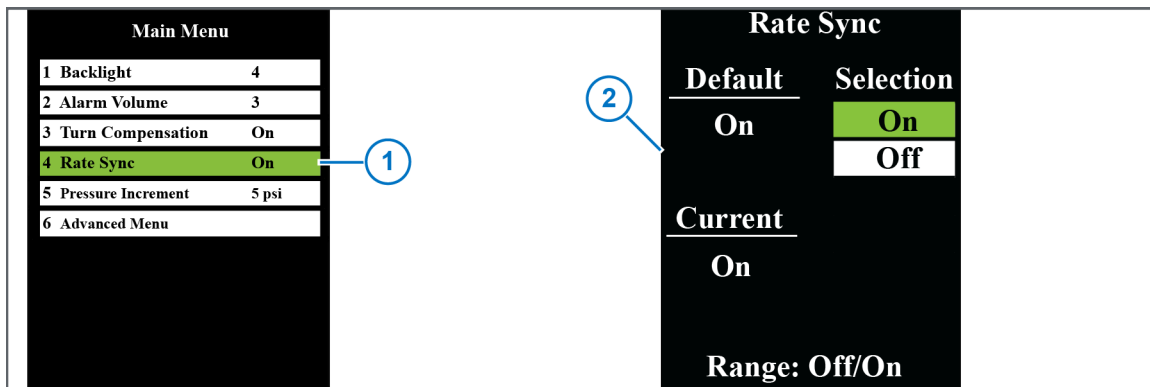 Main Menu
1 Backlight 4
2 Alarm Volume 3
3 Turn Compensation On
4 Rate Sync On
5 Pressure Increment 5 psi
6 Advanced Menu
1
Rate Sync
Default Selection
2
On On
Off
Current
On
Range: Off/On